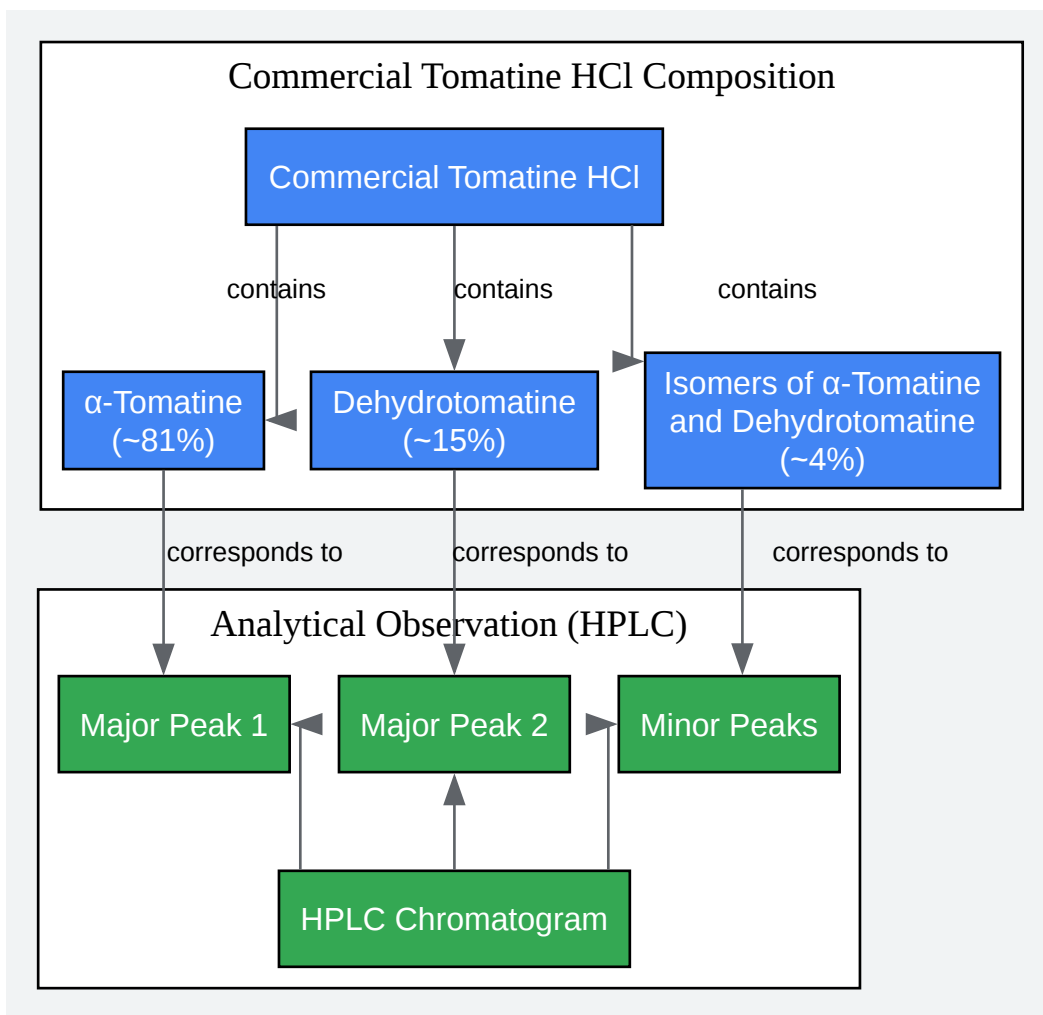 Commercial Tomatine HCl Composition
Commercial Tomatine HCl
contains
contains
contains
α-Tomatine
(~81%)
Dehydrotomatine
(~15%)
Isomers of α-Tomatine
and Dehydrotomatine
(~4%)
corresponds to
corresponds to
corresponds to
Analytical Observation (HPLC)
Major Peak 1
Major Peak 2
Minor Peaks
HPLC Chromatogram